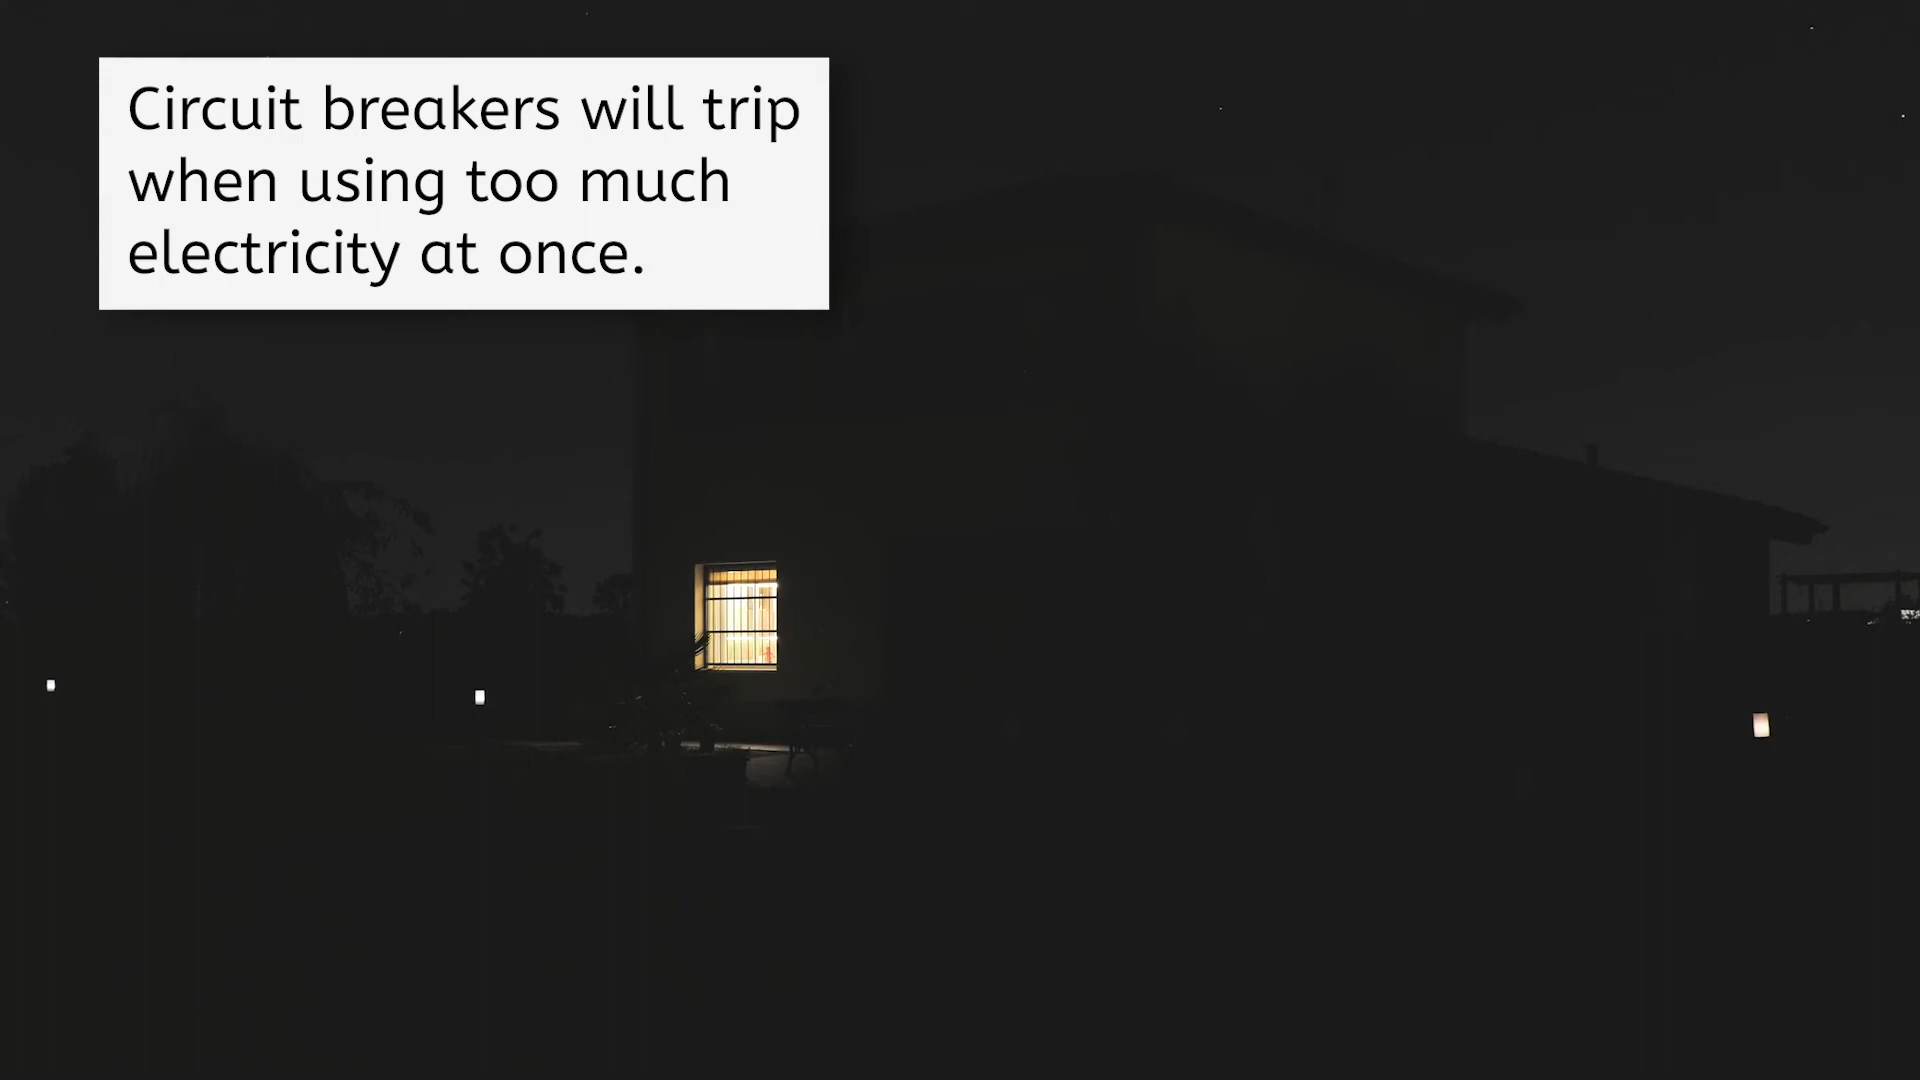 Circuit breakers will trip
when using too much
electricity at once.